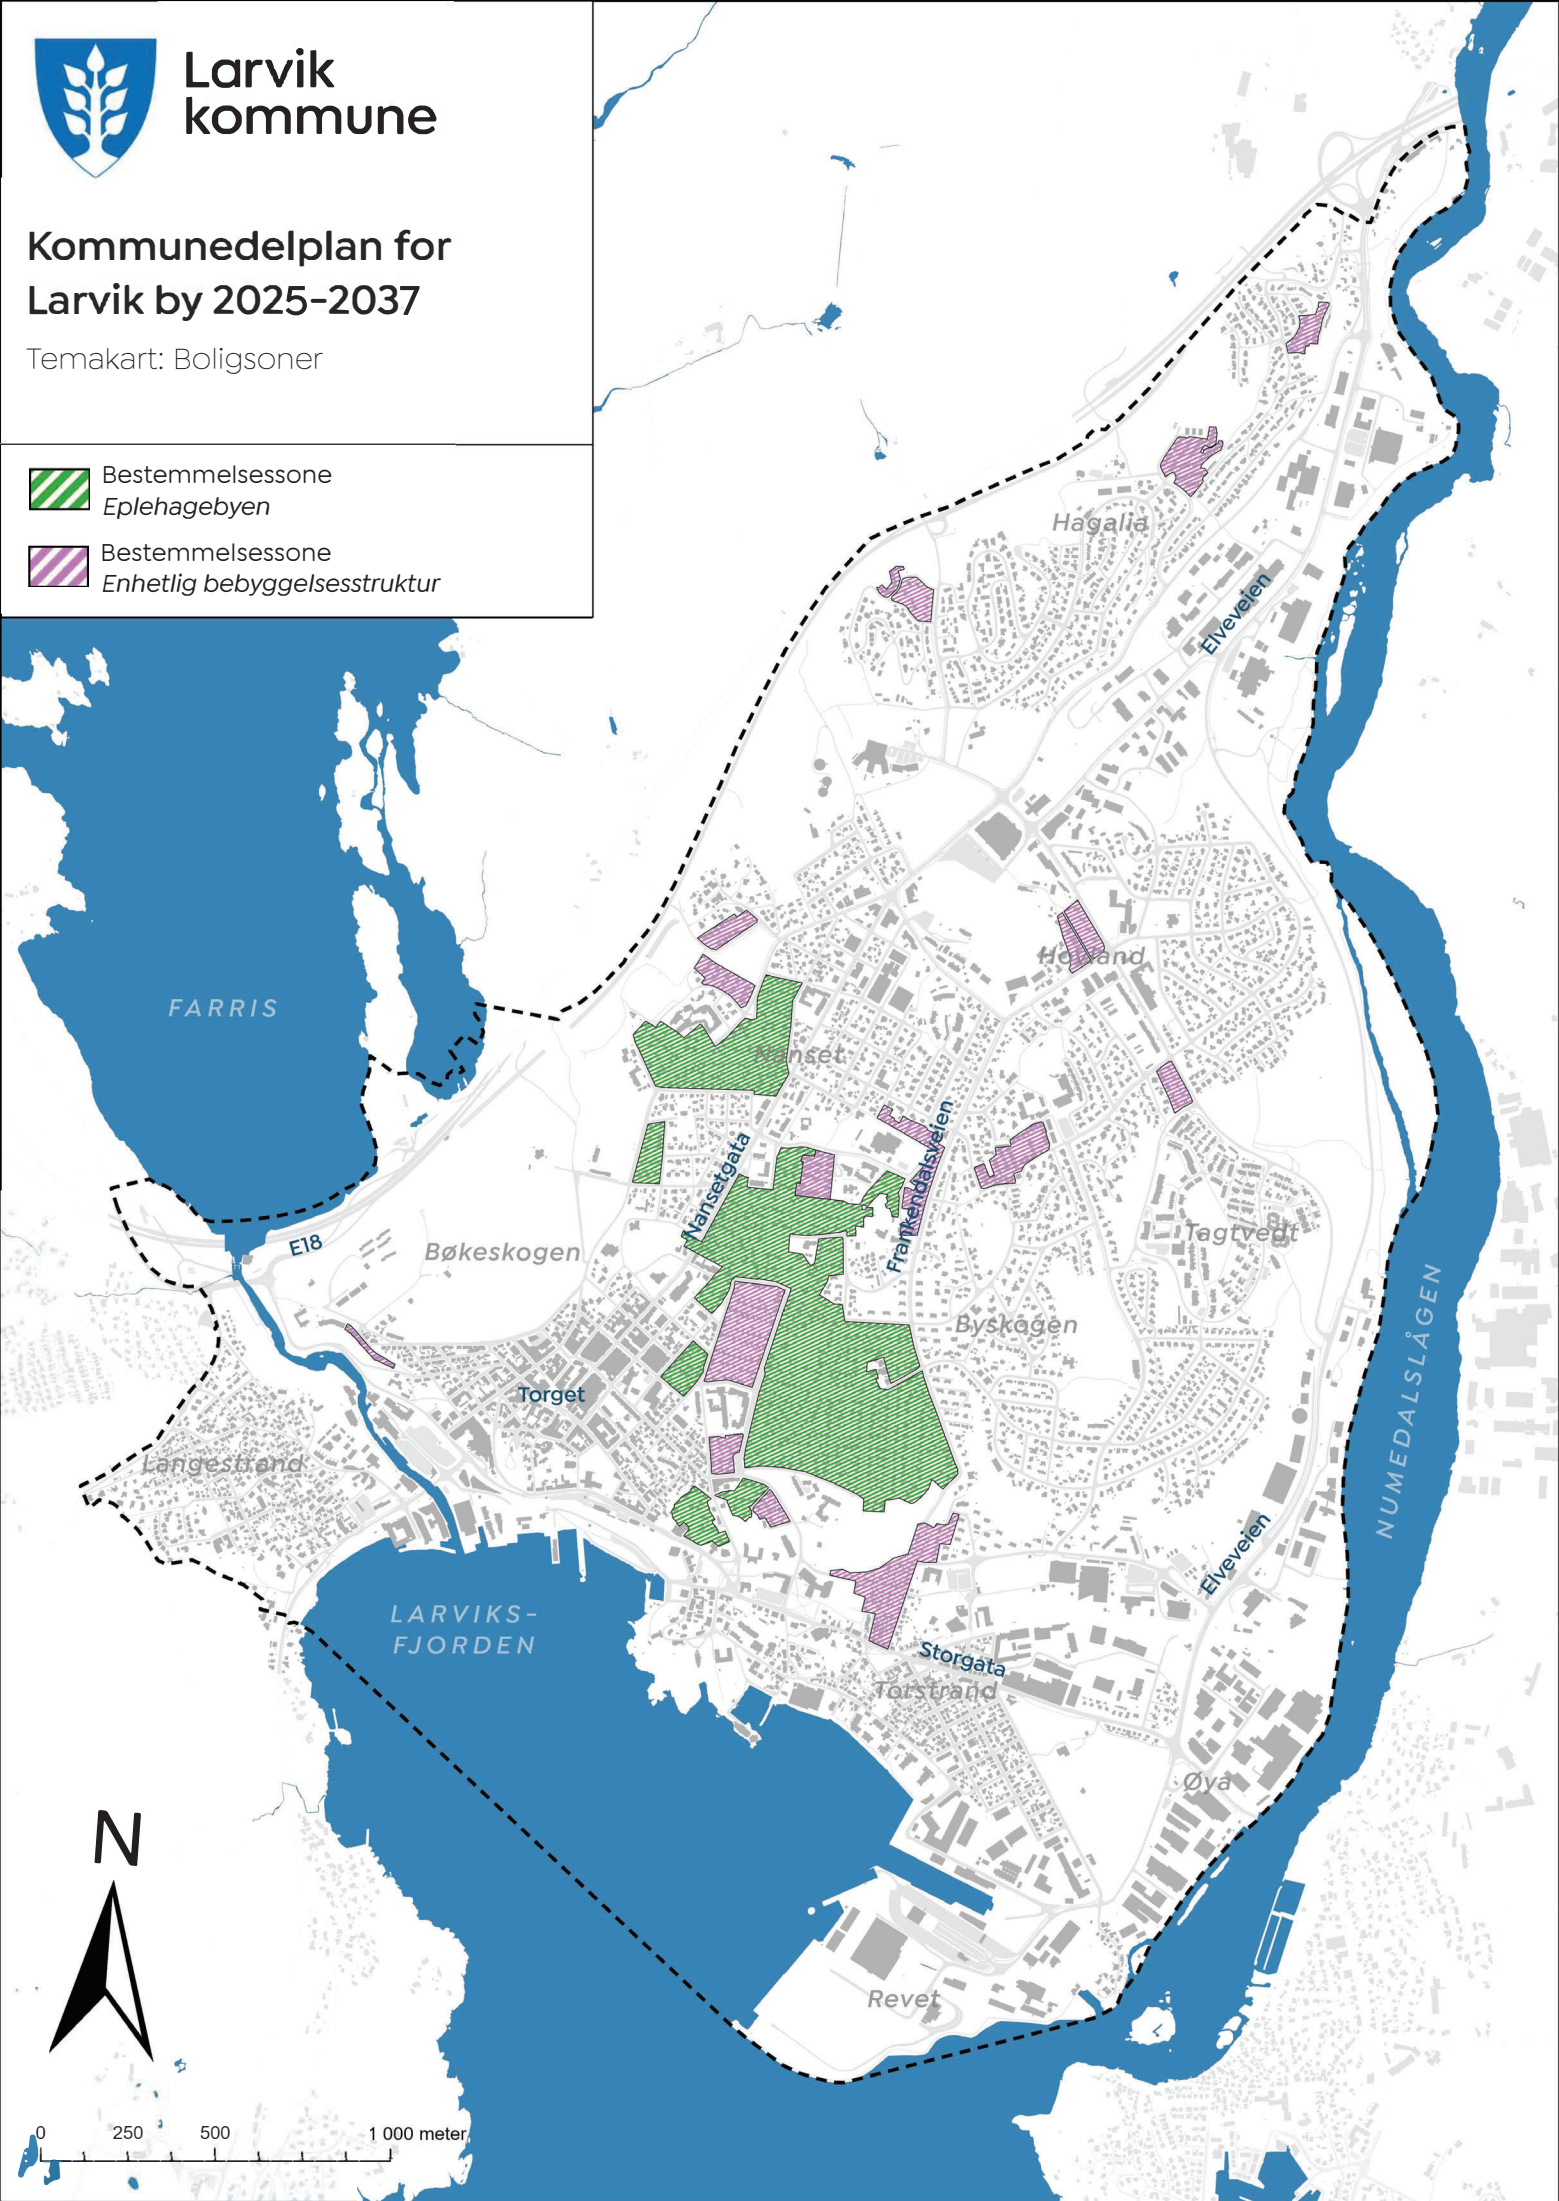 Larvik
kommune
Kommunedelplan for
Larvik by 2025-2037
Temakart: Boligsoner
Bestemmelsessone
Eplehagebyen
Bestemmelsessone
Enhetlig bebyggelsesstruktur
Hagalia
Elveveien
Hovland
FARRIS
Nanset
Nansetgata
Frankendalsveien
Tagtvedt
E18
Bøkeskogen
Byskogen
NUMEDALSLÅGEN
Torget
Langestrand
Elveveien
LARVIKS-
FJORDEN
Storgata
Torstrand
Øya
N
Revet
0 250 500 1 000 meter